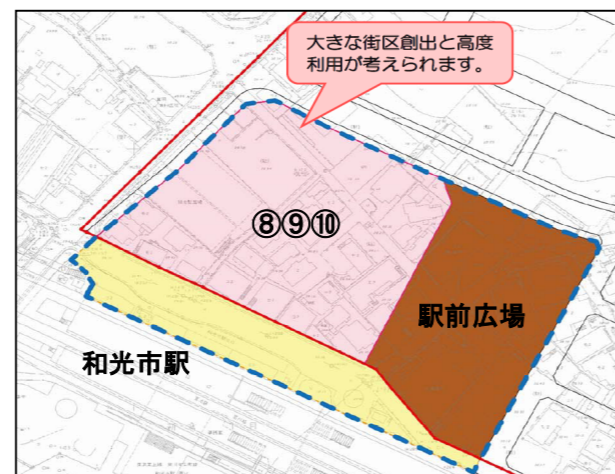 大きな街区創出と高度
利用が考えられます。
⑧⑨⑩
駅前広場
和光市駅